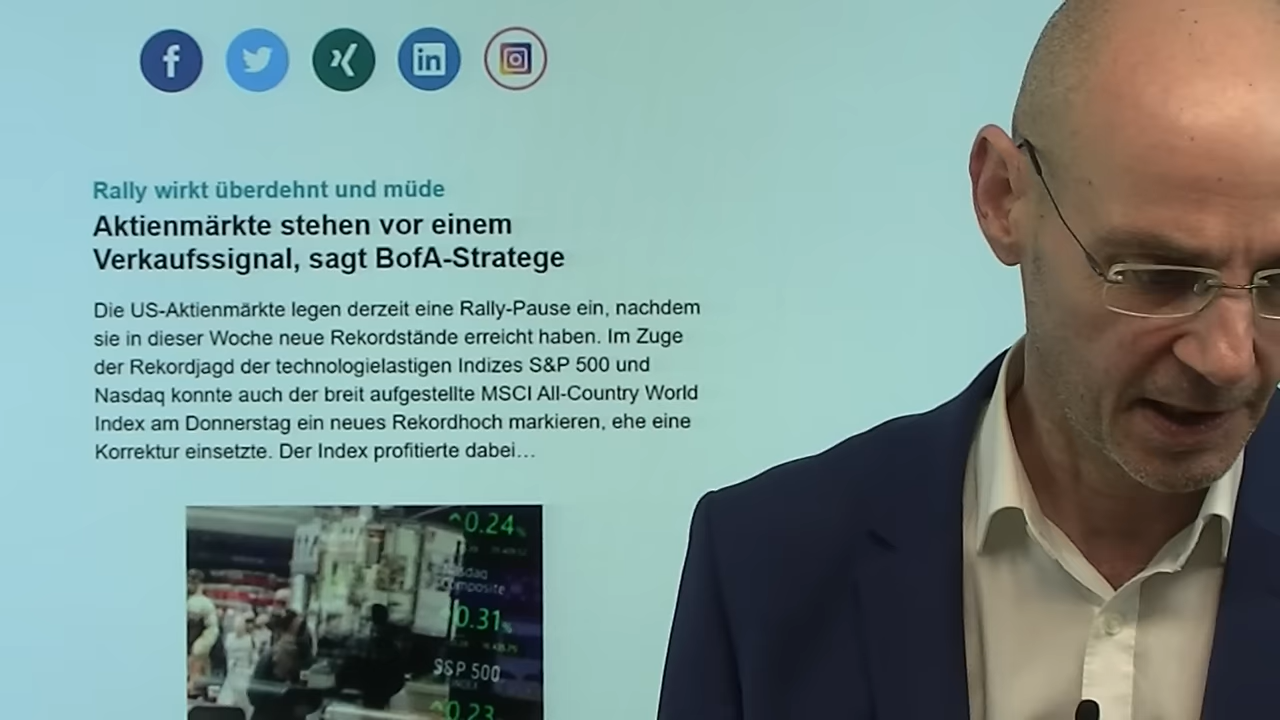 Rally wirkt überdehnt und müde
Aktienmärkte stehen vor einem
Verkaufssignal, sagt BofA-Stratege
Die US-Aktienmärkte legen derzeit eine Rally-Pause ein, nachdem
sie in dieser Woche neue Rekordstände erreicht haben. Im Zuge
der Rekordjagd der technologielastigen Indizes S&P 500 und
Nasdaq konnte auch der breit aufgestellte MSCI All-Country World
Index am Donnerstag ein neues Rekordhoch markieren, ehe eine
Korrektur einsetzte. Der Index profitierte dabei…
0.24
Composite
0.31
S&P 500
0.23